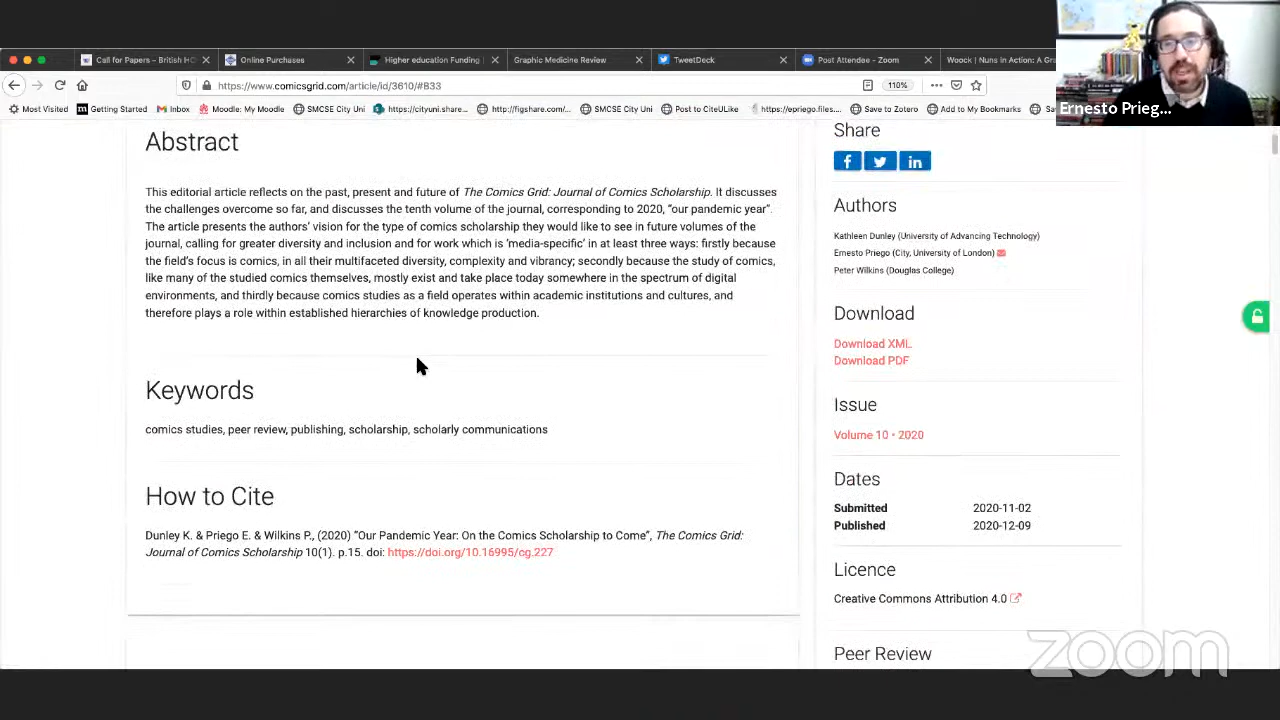 Call for Papers – British HC
Online Purchases
Higher education Funding
Graphic Medicine Review
TweetDeck
Post Attendee - Zoom
Woock | Nuns in Action: A Gra
https://www.comicsgrid.com/article/id/3610/#B33
110%
Most Visited
Getting Started
Inbox
Moodle: My Moodle
SMCSE City
http://figshare.com/...
SMCSE City Uni
Post to CiteULike
https://epriego.files...
Save to Zotero
Add to My Bookmarks
Ernesto Prieg...
Abstract
This editorial article reflects on the past, present and future of The Comics Grid: Journal of Comics Scholarship. It discusses
the challenges overcome so far, and discusses the tenth volume of the journal, corresponding to 2020, “our pandemic year”.
The article presents the authors’ vision for the type of comics scholarship they would like to see in future volumes of the
journal, calling for greater diversity and inclusion and for work which is ‘media-specific’ in at least three ways: firstly because
the field’s focus is comics, in all their multifaceted diversity, complexity and vibrancy; secondly because the study of comics,
like many of the studied comics themselves, mostly exist and take place today somewhere in the spectrum of digital
environments, and thirdly because comics studies as a field operates within academic institutions and cultures, and
therefore plays a role within established hierarchies of knowledge production.
Keywords
comics studies, peer review, publishing, scholarship, scholarly communications
How to Cite
Dunley K. & Priego E. & Wilkins P., (2020) “Our Pandemic Year: On the Comics Scholarship to Come”, The Comics Grid:
Journal of Comics Scholarship 10(1). p.15. doi: https://doi.org/10.16995/cg.227
Share
Authors
Kathleen Dunley (University of Advancing Technology)
Ernesto Priego (City, University of London)
Peter Wilkins (Douglas College)
Download
Download XML
Download PDF
Issue
Volume 10 • 2020
Dates
Submitted 2020-11-02
Published 2020-12-09
Licence
Creative Commons Attribution 4.0
Peer Review
zoom